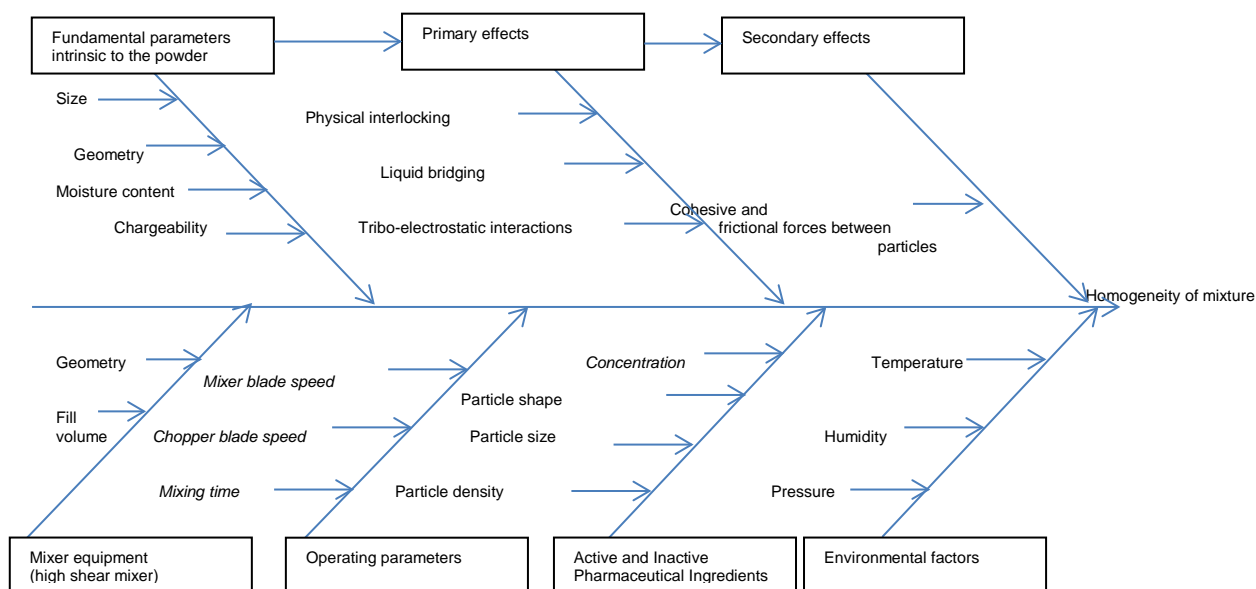 Fundamental parameters
intrinsic to the powder
Primary effects
Secondary effects
Size
Physical interlocking
Geometry
Liquid bridging
Moisture content
Cohesive and
Chargeability
Tribo-electrostatic interactions
frictional forces between
particles
Homogeneity of mixture
Geometry
Concentration
Temperature
Mixer blade speed
Particle shape
Fill
volume
Chopper blade speed
Particle size
Humidity
Mixing time
Particle density
Pressure
Mixer equipment
(high shear mixer)
Operating parameters
Active and Inactive
Pharmaceutical Ingredients
Environmental factors